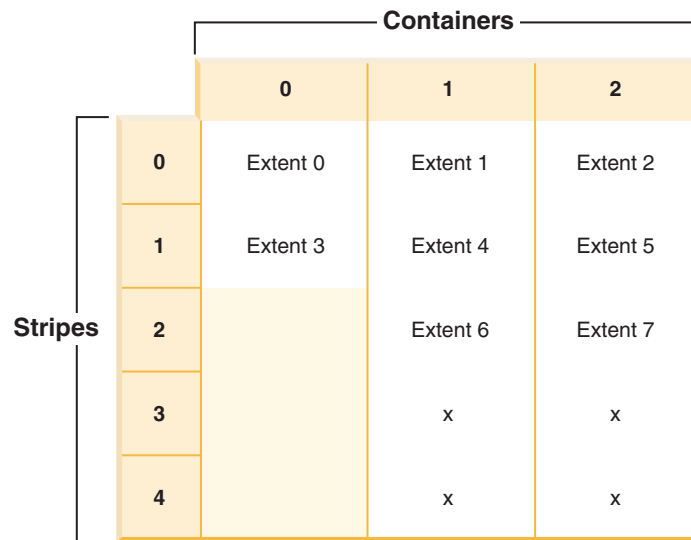 Containers
0 1 2
0 Extent 0 Extent 1 Extent 2
1 Extent 3 Extent 4 Extent 5
Stripes 2 Extent 6 Extent 7
3 x x
4 x x